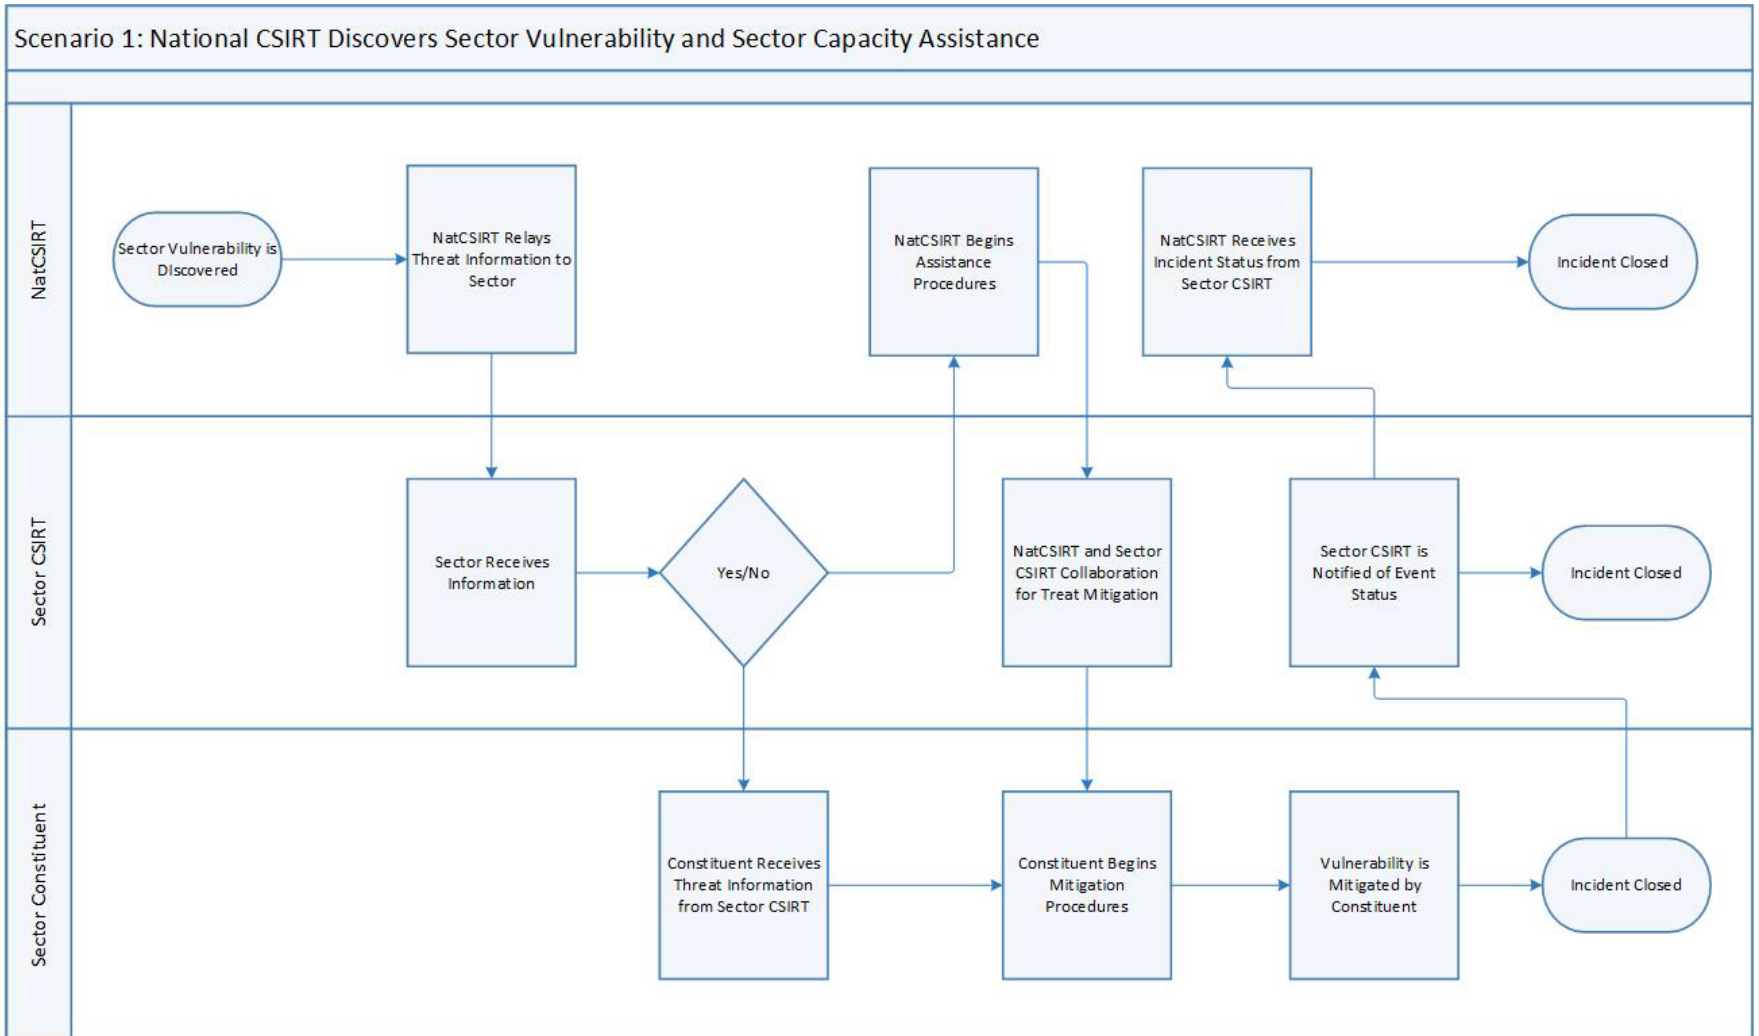 Scenario 1: National CSIRT Discovers Sector Vulnerability and Sector Capacity Assistance
NatCSIRT
Sector Vulnerability is
DIscovered
NatCSIRT Relays
Threat Information to
Sector
NatCSIRT Begins
Assistance
Procedures
NatCSIRT Receives
Incident Status from
Sector CSIRT
Incident Closed
Sector CSIRT
Sector Receives
Information
Yes/No
NatCSIRT and Sector
CSIRT Collaboration
for Treat Mitigation
Sector CSIRT is
Notified of Event
Status
Incident Closed
Sector Constituent
Constituent Receives
Threat Information
from Sector CSIRT
Constituent Begins
Mitigation
Procedures
Vulnerability is
Mitigated by
Constituent
Incident Closed